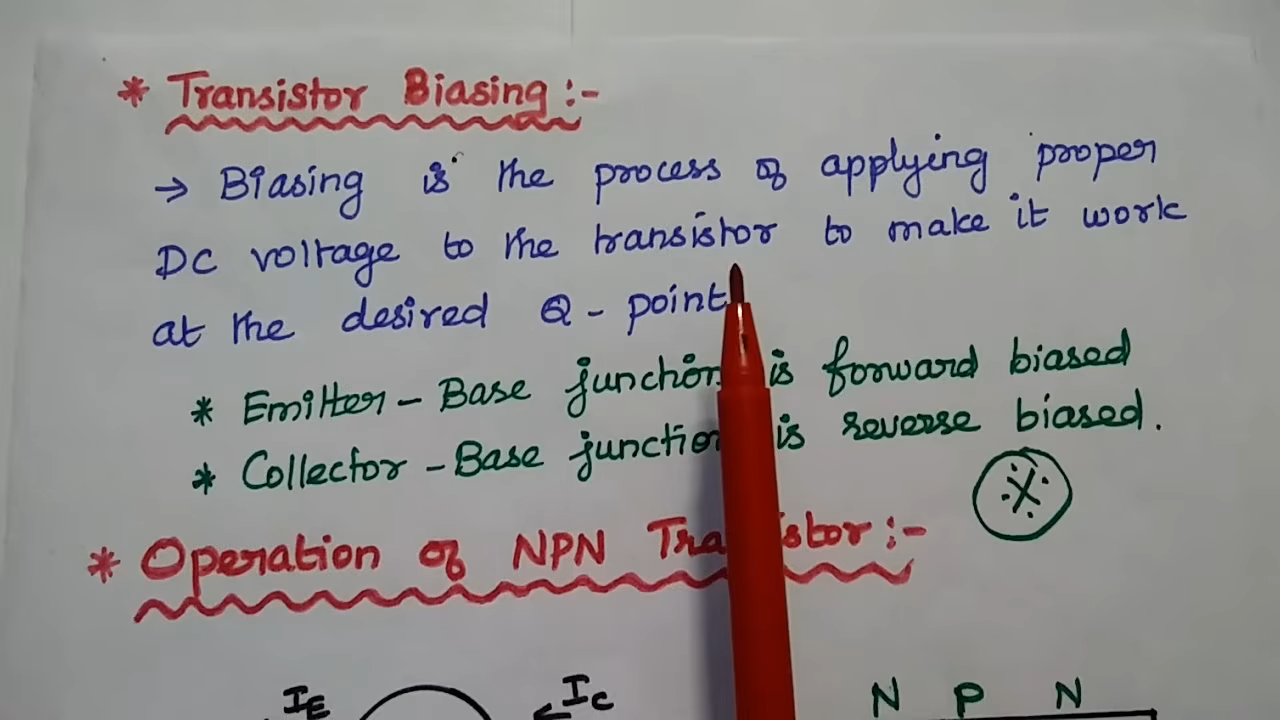 * Transistor Biasing :-
→ Biasing is the process of applying proper
DC voltage to the transistor to make it work
at the desired Q - point
* Emitter - Base junction is forward biased
* Collector - Base junction is reverse biased.
* Operation of NPN Transistor :-
IE IC N P N